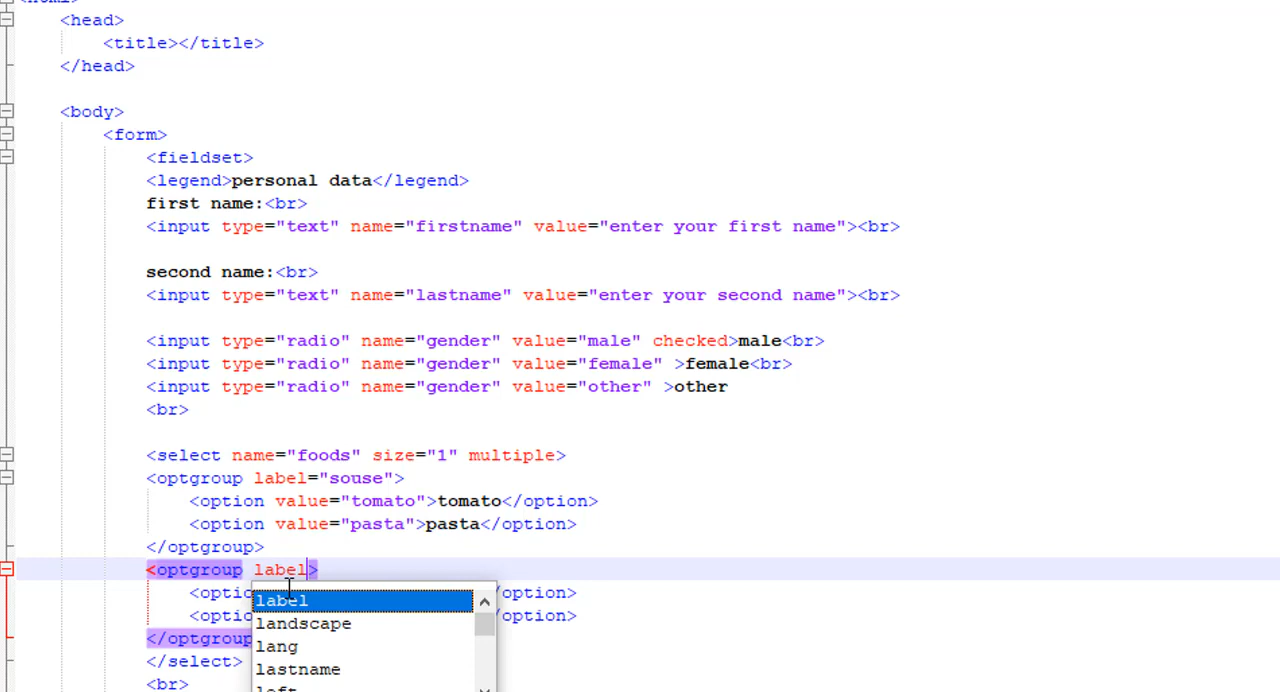 <head>
<title></title>
</head>
<body>
<form>
<fieldset>
<legend>personal data</legend>
first name:<br>
<input type="text" name="firstname" value="enter your first name"><br>
second name:<br>
<input type="text" name="lastname" value="enter your second name"><br>
<input type="radio" name="gender" value="male" checked>male<br>
<input type="radio" name="gender" value="female" >female<br>
<input type="radio" name="gender" value="other" >other
<br>
<select name="foods" size="1" multiple>
<optgroup label="souse">
<option value="tomato">tomato</option>
<option value="pasta">pasta</option>
</optgroup>
<optgroup label>
/option>
label
/option>
landscape
</optgroup
lang
</select>
lastname
<br>